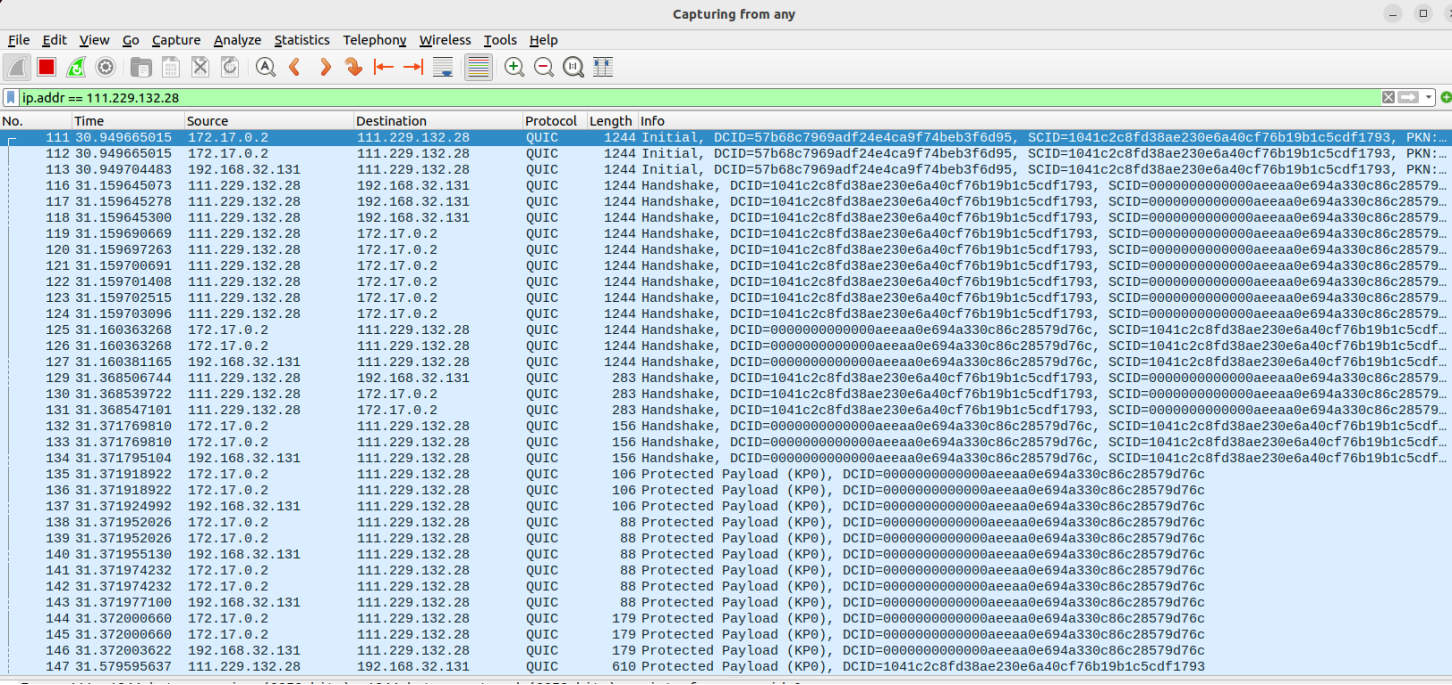 Capturing from any
File Edit View Go Capture Analyze Statistics Telephony Wireless Tools Help
ip.addr == 111.229.132.28
No. Time Source Destination Protocol Length Info
111 30.949665015 172.17.0.2 111.229.132.28 QUIC 1244 Initial, DCID=57b68c7969adf24e4ca9f74beb3f6d95, SCID=1041c2c8fd38ae230e6a40cf76b19b1c5cdf1793, PKN:…
112 30.949665015 172.17.0.2 111.229.132.28 QUIC 1244 Initial, DCID=57b68c7969adf24e4ca9f74beb3f6d95, SCID=1041c2c8fd38ae230e6a40cf76b19b1c5cdf1793, PKN:…
113 30.949704483 192.168.32.131 111.229.132.28 QUIC 1244 Initial, DCID=57b68c7969adf24e4ca9f74beb3f6d95, SCID=1041c2c8fd38ae230e6a40cf76b19b1c5cdf1793, PKN:…
116 31.159645073 111.229.132.28 192.168.32.131 QUIC 1244 Handshake, DCID=1041c2c8fd38ae230e6a40cf76b19b1c5cdf1793, SCID=0000000000000aeeaa0e694a330c86c28579…
117 31.159645278 111.229.132.28 192.168.32.131 QUIC 1244 Handshake, DCID=1041c2c8fd38ae230e6a40cf76b19b1c5cdf1793, SCID=0000000000000aeeaa0e694a330c86c28579…
118 31.159645300 111.229.132.28 192.168.32.131 QUIC 1244 Handshake, DCID=1041c2c8fd38ae230e6a40cf76b19b1c5cdf1793, SCID=0000000000000aeeaa0e694a330c86c28579…
119 31.159690669 111.229.132.28 172.17.0.2 QUIC 1244 Handshake, DCID=1041c2c8fd38ae230e6a40cf76b19b1c5cdf1793, SCID=0000000000000aeeaa0e694a330c86c28579…
120 31.159697263 111.229.132.28 172.17.0.2 QUIC 1244 Handshake, DCID=1041c2c8fd38ae230e6a40cf76b19b1c5cdf1793, SCID=0000000000000aeeaa0e694a330c86c28579…
121 31.159700691 111.229.132.28 172.17.0.2 QUIC 1244 Handshake, DCID=1041c2c8fd38ae230e6a40cf76b19b1c5cdf1793, SCID=0000000000000aeeaa0e694a330c86c28579…
122 31.159701408 111.229.132.28 172.17.0.2 QUIC 1244 Handshake, DCID=1041c2c8fd38ae230e6a40cf76b19b1c5cdf1793, SCID=0000000000000aeeaa0e694a330c86c28579…
123 31.159702515 111.229.132.28 172.17.0.2 QUIC 1244 Handshake, DCID=1041c2c8fd38ae230e6a40cf76b19b1c5cdf1793, SCID=0000000000000aeeaa0e694a330c86c28579…
124 31.159703096 111.229.132.28 172.17.0.2 QUIC 1244 Handshake, DCID=1041c2c8fd38ae230e6a40cf76b19b1c5cdf1793, SCID=0000000000000aeeaa0e694a330c86c28579…
125 31.160363268 172.17.0.2 111.229.132.28 QUIC 1244 Handshake, DCID=0000000000000aeeaa0e694a330c86c28579d76c, SCID=1041c2c8fd38ae230e6a40cf76b19b1c5cdf…
126 31.160363268 172.17.0.2 111.229.132.28 QUIC 1244 Handshake, DCID=0000000000000aeeaa0e694a330c86c28579d76c, SCID=1041c2c8fd38ae230e6a40cf76b19b1c5cdf…
127 31.160381165 192.168.32.131 111.229.132.28 QUIC 1244 Handshake, DCID=0000000000000aeeaa0e694a330c86c28579d76c, SCID=1041c2c8fd38ae230e6a40cf76b19b1c5cdf…
129 31.368506744 111.229.132.28 192.168.32.131 QUIC 283 Handshake, DCID=1041c2c8fd38ae230e6a40cf76b19b1c5cdf1793, SCID=0000000000000aeeaa0e694a330c86c28579…
130 31.368539722 111.229.132.28 172.17.0.2 QUIC 283 Handshake, DCID=1041c2c8fd38ae230e6a40cf76b19b1c5cdf1793, SCID=0000000000000aeeaa0e694a330c86c28579…
131 31.368547101 111.229.132.28 172.17.0.2 QUIC 283 Handshake, DCID=1041c2c8fd38ae230e6a40cf76b19b1c5cdf1793, SCID=0000000000000aeeaa0e694a330c86c28579…
132 31.371769810 172.17.0.2 111.229.132.28 QUIC 156 Handshake, DCID=0000000000000aeeaa0e694a330c86c28579d76c, SCID=1041c2c8fd38ae230e6a40cf76b19b1c5cdf…
133 31.371769810 172.17.0.2 111.229.132.28 QUIC 156 Handshake, DCID=0000000000000aeeaa0e694a330c86c28579d76c, SCID=1041c2c8fd38ae230e6a40cf76b19b1c5cdf…
134 31.371795104 192.168.32.131 111.229.132.28 QUIC 156 Handshake, DCID=0000000000000aeeaa0e694a330c86c28579d76c, SCID=1041c2c8fd38ae230e6a40cf76b19b1c5cdf…
135 31.371918922 172.17.0.2 111.229.132.28 QUIC 106 Protected Payload (KP0), DCID=0000000000000aeeaa0e694a330c86c28579d76c
136 31.371918922 172.17.0.2 111.229.132.28 QUIC 106 Protected Payload (KP0), DCID=0000000000000aeeaa0e694a330c86c28579d76c
137 31.371924992 192.168.32.131 111.229.132.28 QUIC 106 Protected Payload (KP0), DCID=0000000000000aeeaa0e694a330c86c28579d76c
138 31.371952026 172.17.0.2 111.229.132.28 QUIC 88 Protected Payload (KP0), DCID=0000000000000aeeaa0e694a330c86c28579d76c
139 31.371952026 172.17.0.2 111.229.132.28 QUIC 88 Protected Payload (KP0), DCID=0000000000000aeeaa0e694a330c86c28579d76c
140 31.371955130 192.168.32.131 111.229.132.28 QUIC 88 Protected Payload (KP0), DCID=0000000000000aeeaa0e694a330c86c28579d76c
141 31.371974232 172.17.0.2 111.229.132.28 QUIC 88 Protected Payload (KP0), DCID=0000000000000aeeaa0e694a330c86c28579d76c
142 31.371974232 172.17.0.2 111.229.132.28 QUIC 88 Protected Payload (KP0), DCID=0000000000000aeeaa0e694a330c86c28579d76c
143 31.371977100 192.168.32.131 111.229.132.28 QUIC 88 Protected Payload (KP0), DCID=0000000000000aeeaa0e694a330c86c28579d76c
144 31.372000660 172.17.0.2 111.229.132.28 QUIC 179 Protected Payload (KP0), DCID=0000000000000aeeaa0e694a330c86c28579d76c
145 31.372000660 172.17.0.2 111.229.132.28 QUIC 179 Protected Payload (KP0), DCID=0000000000000aeeaa0e694a330c86c28579d76c
146 31.372003622 192.168.32.131 111.229.132.28 QUIC 179 Protected Payload (KP0), DCID=0000000000000aeeaa0e694a330c86c28579d76c
147 31.579595637 111.229.132.28 192.168.32.131 QUIC 610 Protected Payload (KP0), DCID=1041c2c8fd38ae230e6a40cf76b19b1c5cdf1793